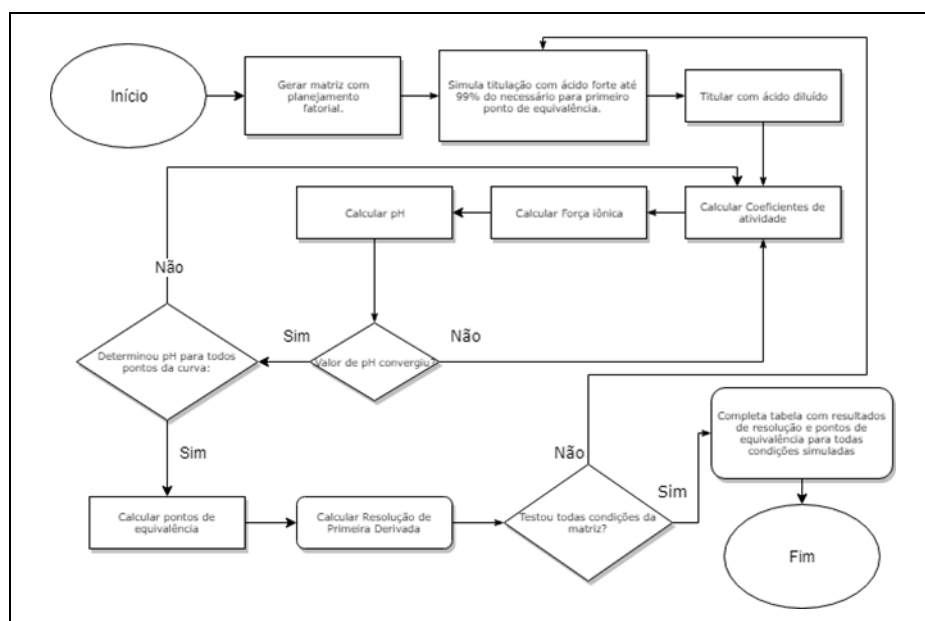 Início
Gerar matriz com
planejamento
fatorial.
Simula titulação com ácido forte até
99% do necessário para primeiro
ponto de equivalência.
Titular com ácido diluído
Calcular pH
Calcular Força iônica
Calcular Coeficientes de
atividade
Não
Determinou pH para todos
pontos da curva:
Sim
Valor de pH convergiu?
Não
Sim
Calcular pontos de
equivalência
Calcular Resolução de
Primeira Derivada
Testou todas condições da
matriz?
Não
Sim
Completa tabela com resultados
de resolução e pontos de
equivalência para todas
condições simuladas
Fim